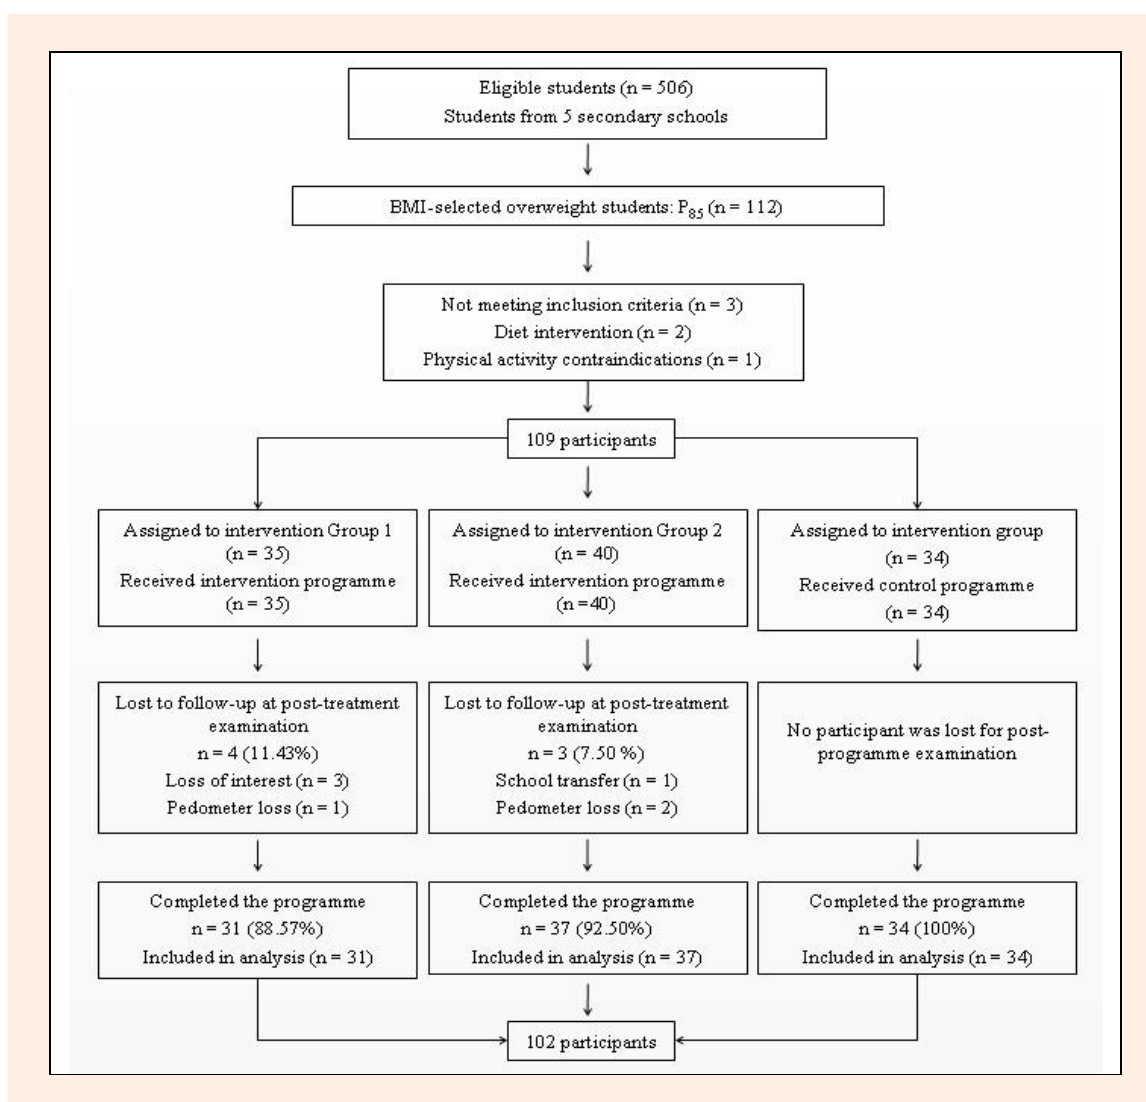 Eligible students (n = 506)
Students from 5 secondary schools
BMI-selected overweight students: P85 (n = 112)
Not meeting inclusion criteria (n = 3)
Diet intervention (n = 2)
Physical activity contraindications (n = 1)
109 participants
Assigned to intervention Group 1
(n = 35)
Received intervention programme
(n = 35)
Assigned to intervention Group 2
(n = 40)
Received intervention programme
(n =40)
Assigned to intervention group
(n = 34)
Received control programme
(n = 34)
Lost to follow-up at post-treatment
examination
n = 4 (11.43%)
Loss of interest (n = 3)
Pedometer loss (n = 1)
Lost to follow-up at post-treatment
examination
n = 3 (7.50 %)
School transfer (n = 1)
Pedometer loss (n = 2)
No participant was lost for post-
programme examination
Completed the programme
n = 31 (88.57%)
Included in analysis (n = 31)
Completed the programme
n = 37 (92.50%)
Included in analysis (n = 37)
Completed the programme
n = 34 (100%)
Included in analysis (n = 34)
102 participants